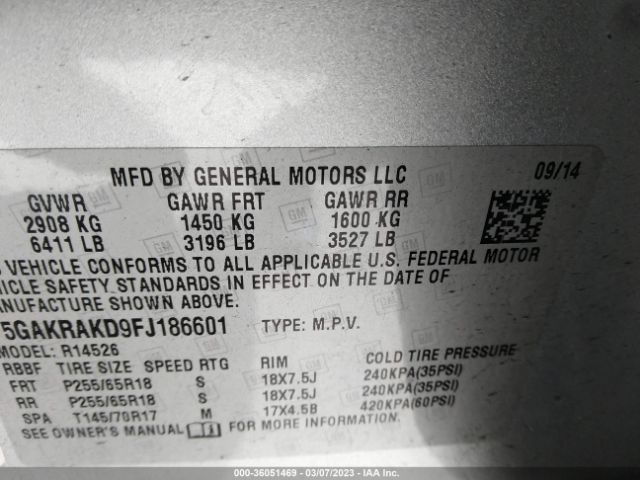 MFD BY GENERAL MOTORS LLC 09/14
GVWR GAWR FRT GAWR RR
2908 KG 1450 KG 1600 KG
6411 LB 3196 LB 3527 LB
VEHICLE CONFORMS TO ALL APPLICABLE U.S. FEDERAL MOTOR
VEHICLE SAFETY STANDARDS IN EFFECT ON THE DATE OF
MANUFACTURE SHOWN ABOVE.
5GAKRAKD9FJ186601 TYPE: M.P.V.
MODEL: R14526
RBBF TIRE SIZE SPEED RTG RIM COLD TIRE PRESSURE
FRT P255/65R18 S 18X7.5J 240KPA(35PSI)
RR P255/65R18 S 18X7.5J 240KPA(35PSI)
SPA T145/70R17 M 17X4.5B 420KPA(60PSI)
SEE OWNER'S MANUAL FOR MORE INFORMATION.
GM
000-36051469 - 03/07/2023 - IAA Inc.